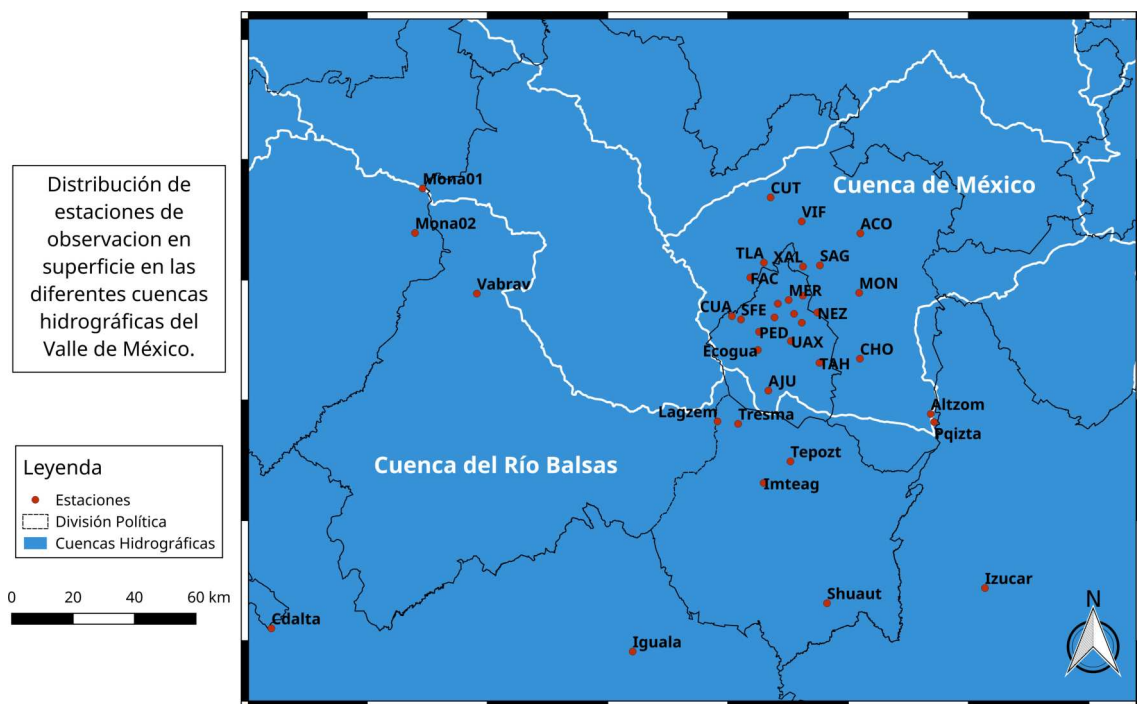 Distribución de
estaciones de
observacion en
superficie en las
diferentes cuencas
hidrográficas del
Valle de México.
Leyenda
Estaciones
División Política
Cuencas Hidrográficas
0 20 40 60 km
Mona01
Mona02
Vabrav
CUT
Cuenca de México
VIF
ACO
TLA
XAL
SAG
FAC
MER
MON
CUA
SFE
NEZ
PED
UAX
Ecogua
TAH
CHO
AJU
Lagzem
Tresma
Altzom
Pqizta
Cuenca del Río Balsas
Tepozt
Imteag
Izucar
Shuaut
Cdalta
Iguala
N